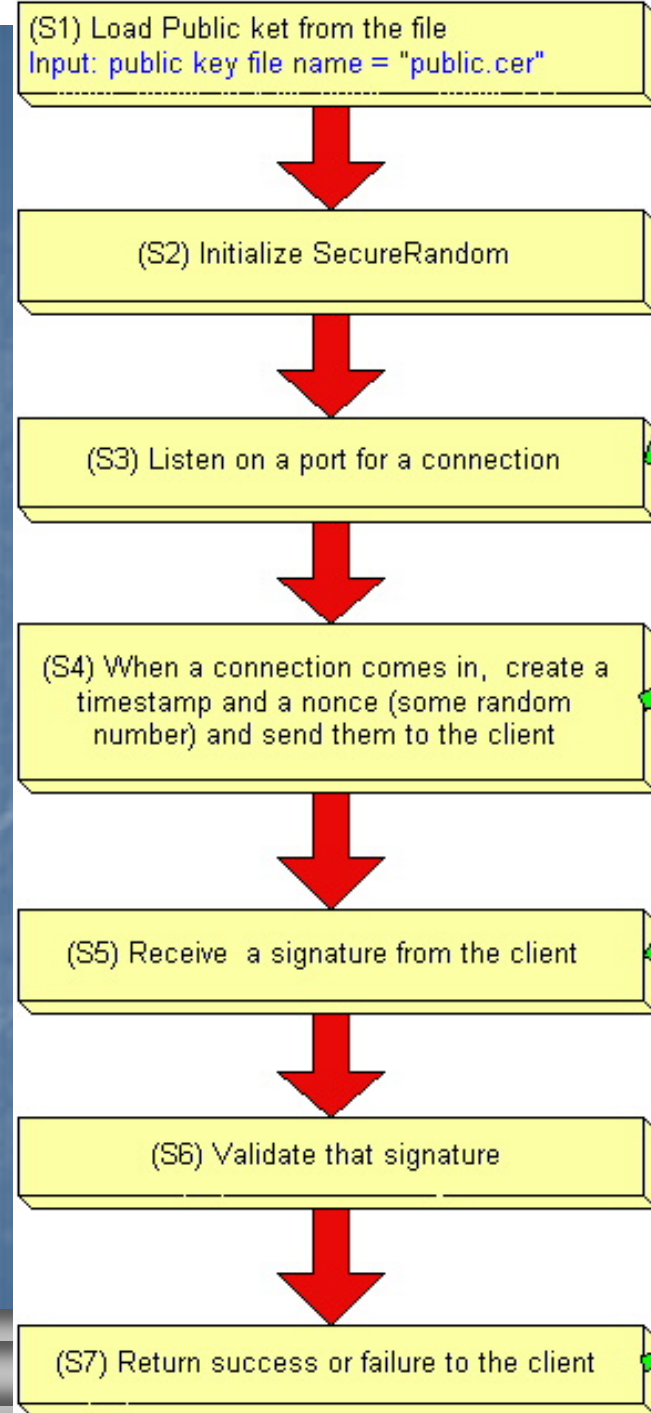 (S1) Load Public ket from the file
Input: public key file name = "public.cer"
(S2) Initialize SecureRandom
(S3) Listen on a port for a connection
(S4) When a connection comes in, create a
timestamp and a nonce (some random
number) and send them to the client
(S5) Receive a signature from the client
(S6) Validate that signature
(S7) Return success or failure to the client